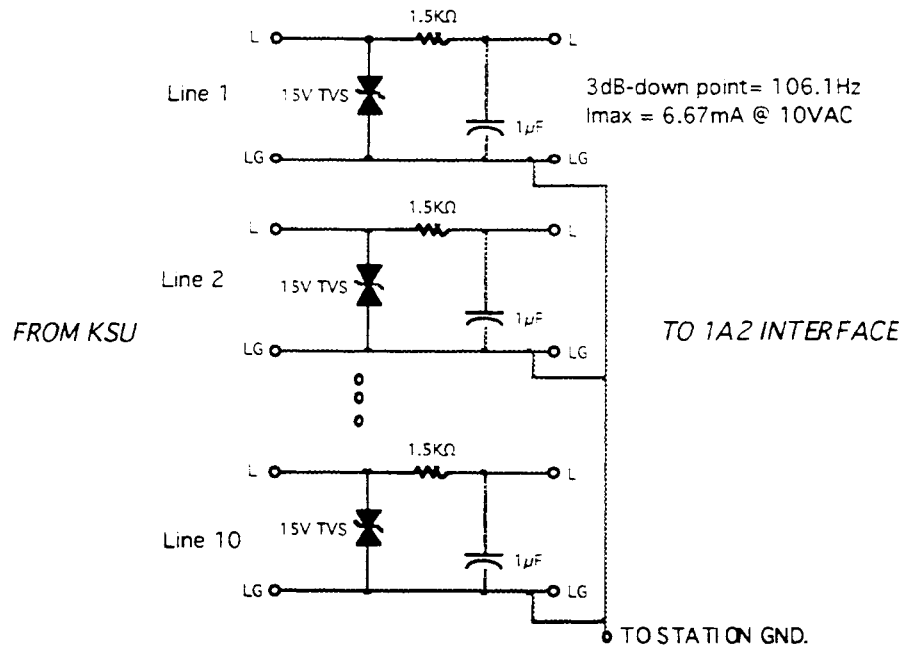 1.5KΩ
L
L
Line 1
15V TVS
1µF
3dB-down point= 106.1Hz
Imax = 6.67mA @ 10VAC
LG
LG
1.5KΩ
L
L
Line 2
15V TVS
1µF
FROM KSU
TO 1A2 INTERFACE
LG
LG
1.5KΩ
L
L
Line 10
15V TVS
1µF
LG
LG
TO STATION GND.